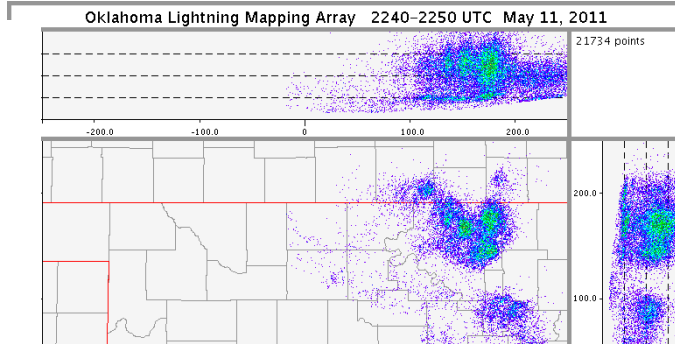 Oklahoma Lightning Mapping Array 2240-2250 UTC May 11, 2011
21734 points
-200.0 -100.0 0 100.0 200.0
200.0
100.0